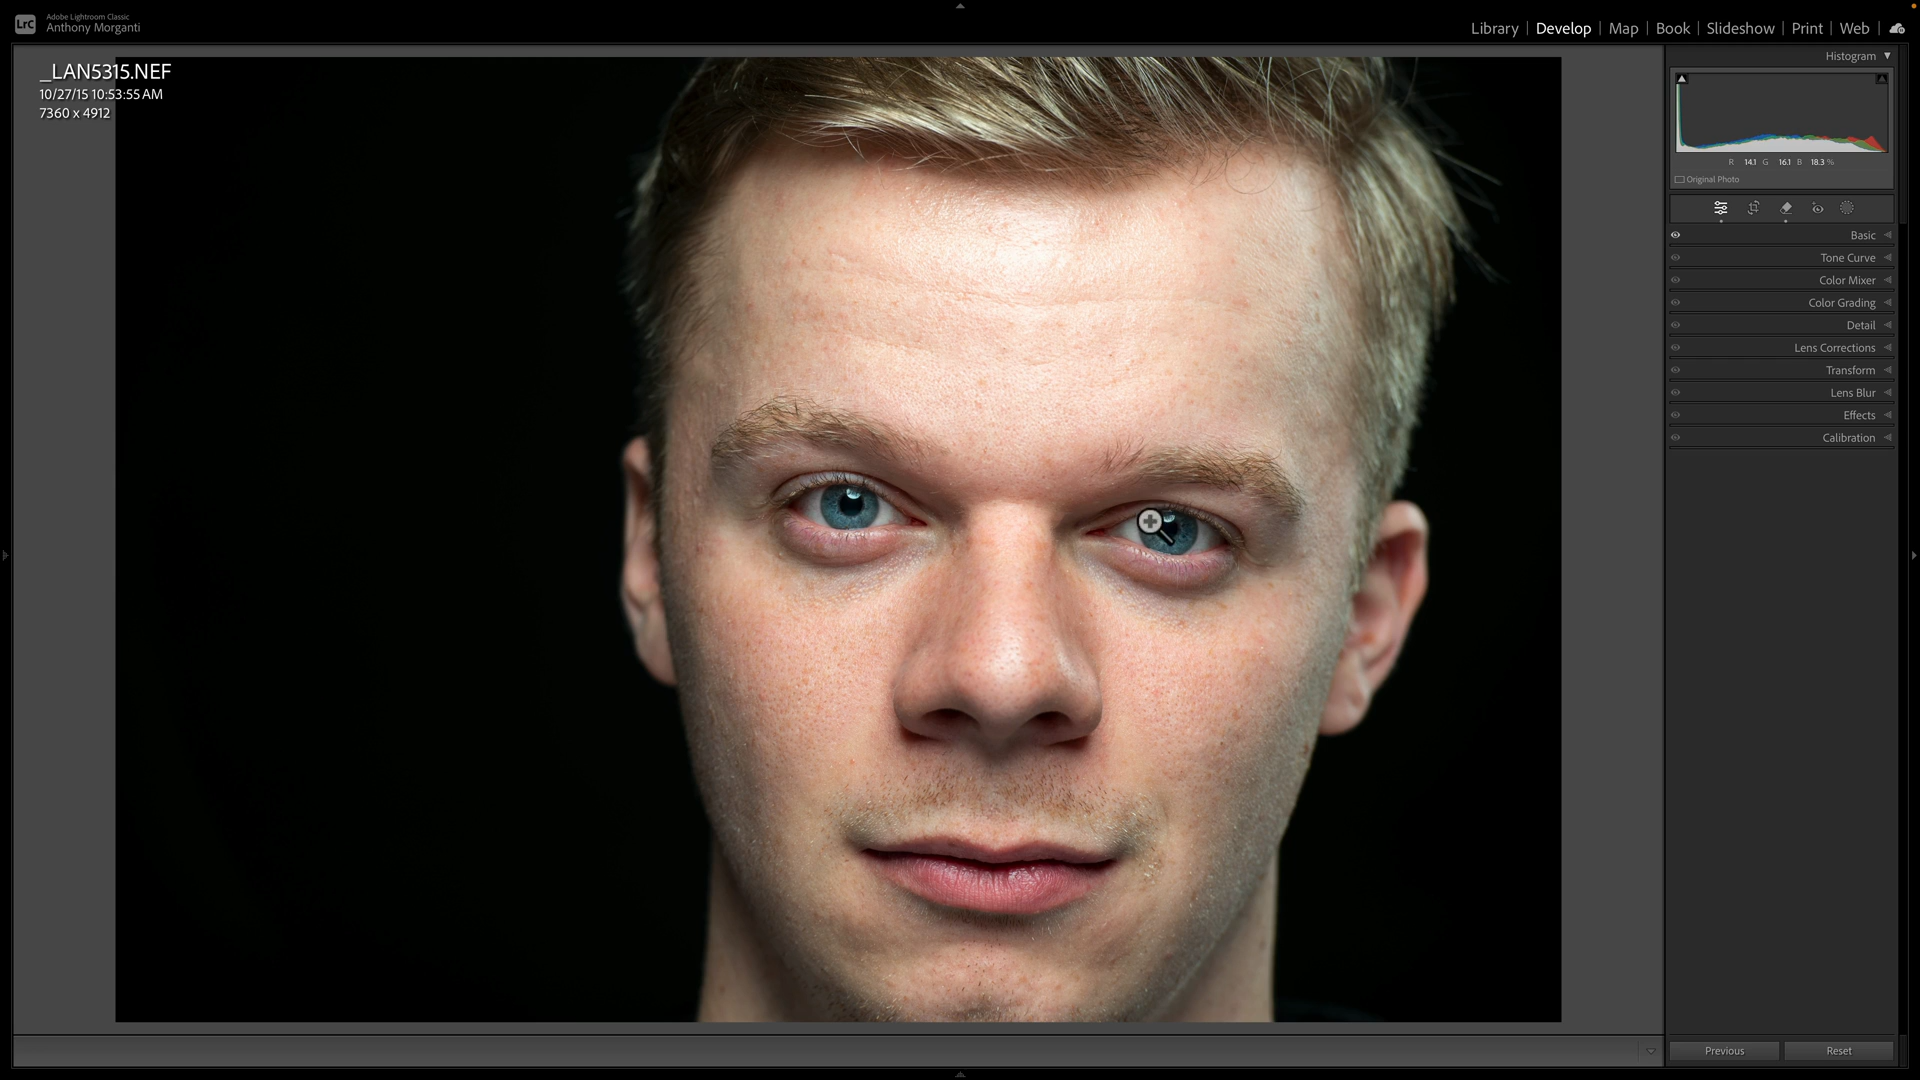 LrC
Adobe Lightroom Classic
Anthony Morganti
Library | Develop | Map | Book | Slideshow | Print | Web
_LAN5315.NEF
10/27/15 10:53:55 AM
7360 x 4912
Histogram
R 14.1 G 16.1 B 18.3 %
Original Photo
Basic
Tone Curve
Color Mixer
Color Grading
Detail
Lens Corrections
Transform
Lens Blur
Effects
Calibration
Previous
Reset